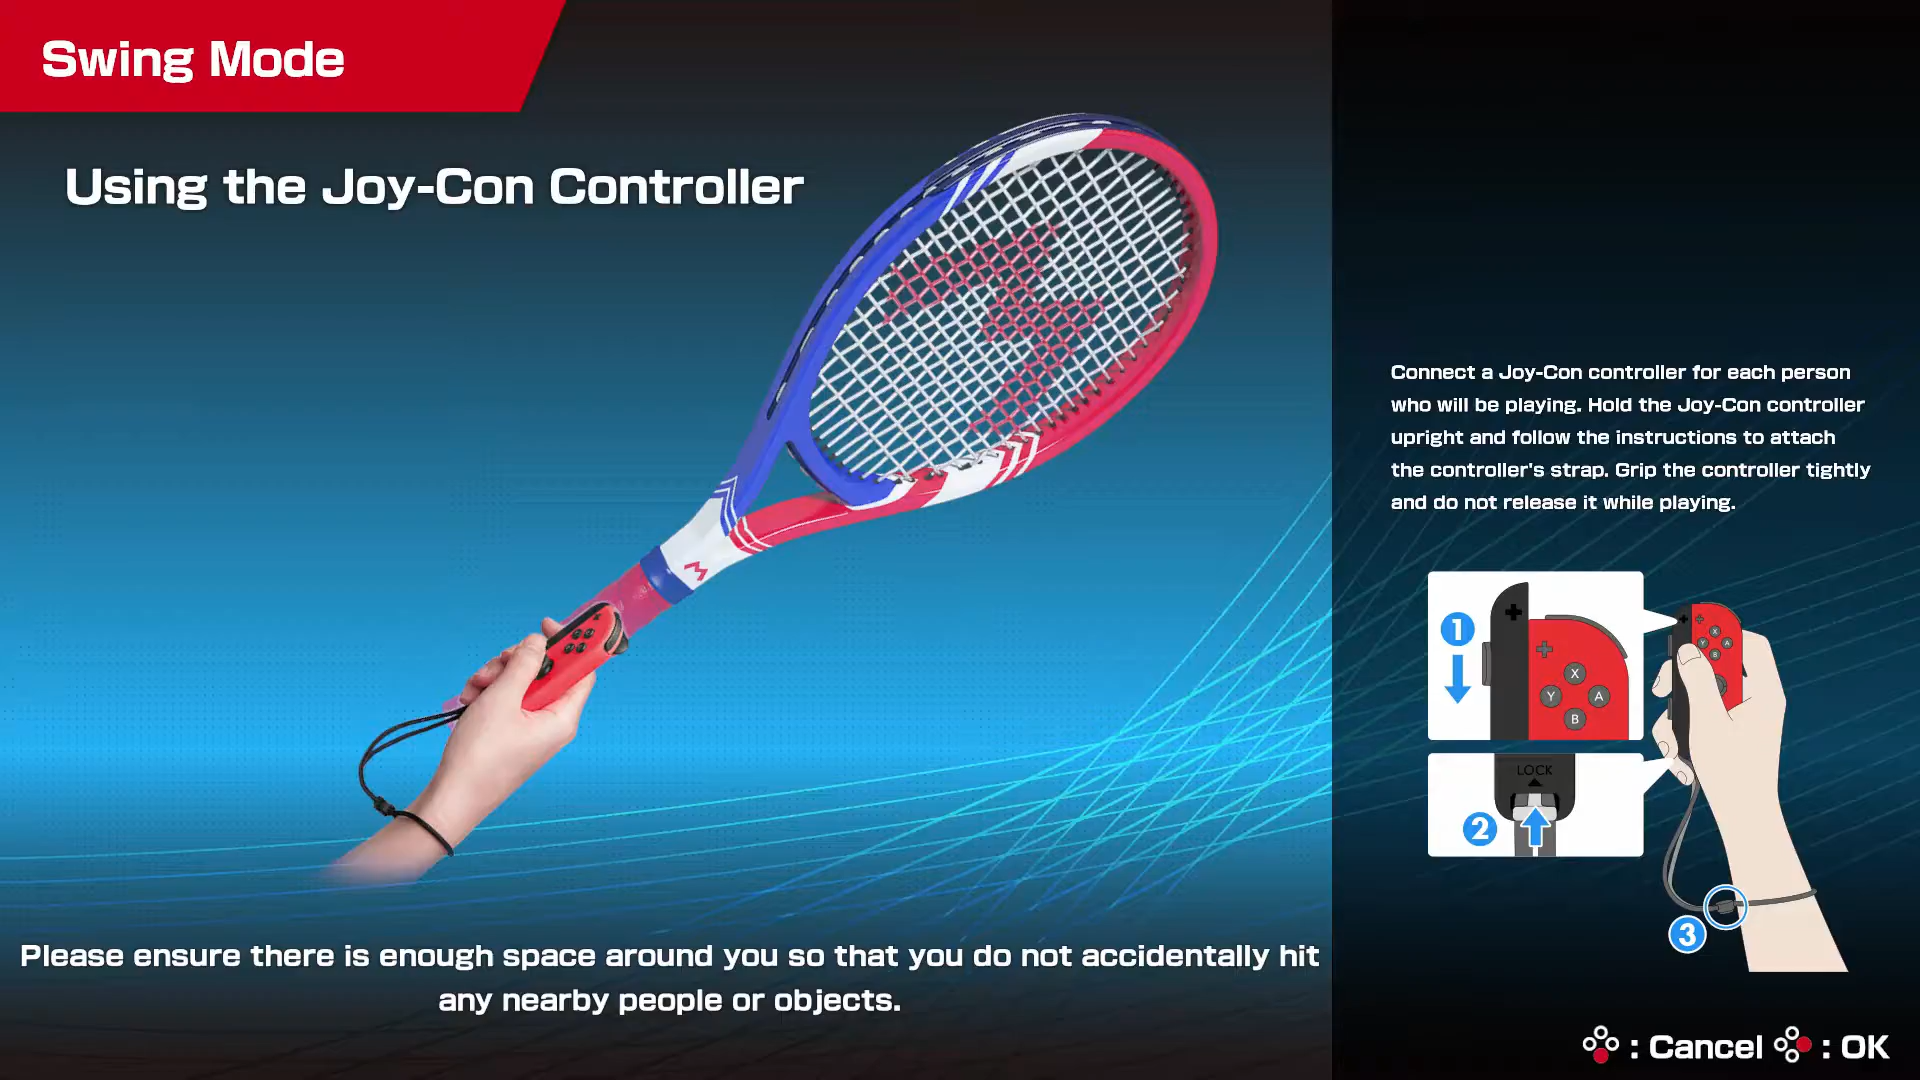 Swing Mode
Using the Joy-Con Controller
Please ensure there is enough space around you so that you do not accidentally hit
any nearby people or objects.
Connect a Joy-Con controller for each person
who will be playing. Hold the Joy-Con controller
upright and follow the instructions to attach
the controller's strap. Grip the controller tightly
and do not release it while playing.
1
X
Y A
B
X
Y A
B
LOCK
2
3
: Cancel : OK
M